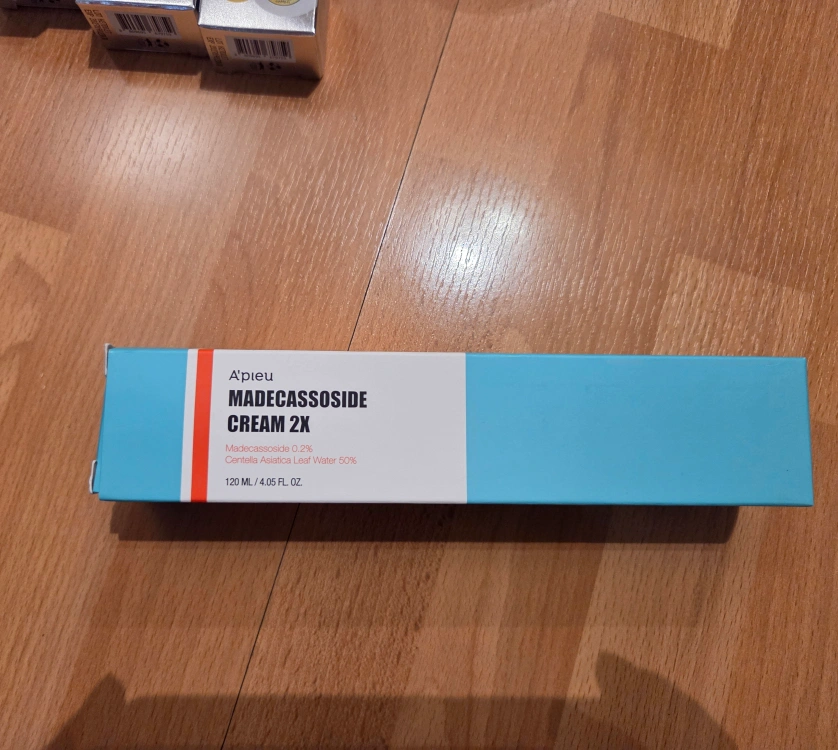 A'pieu
MADECASSOSIDE
CREAM 2X
Madecassoside 0.2%
Centella Asiatica Leaf Water 50%
120 ML / 4.05 FL. OZ.